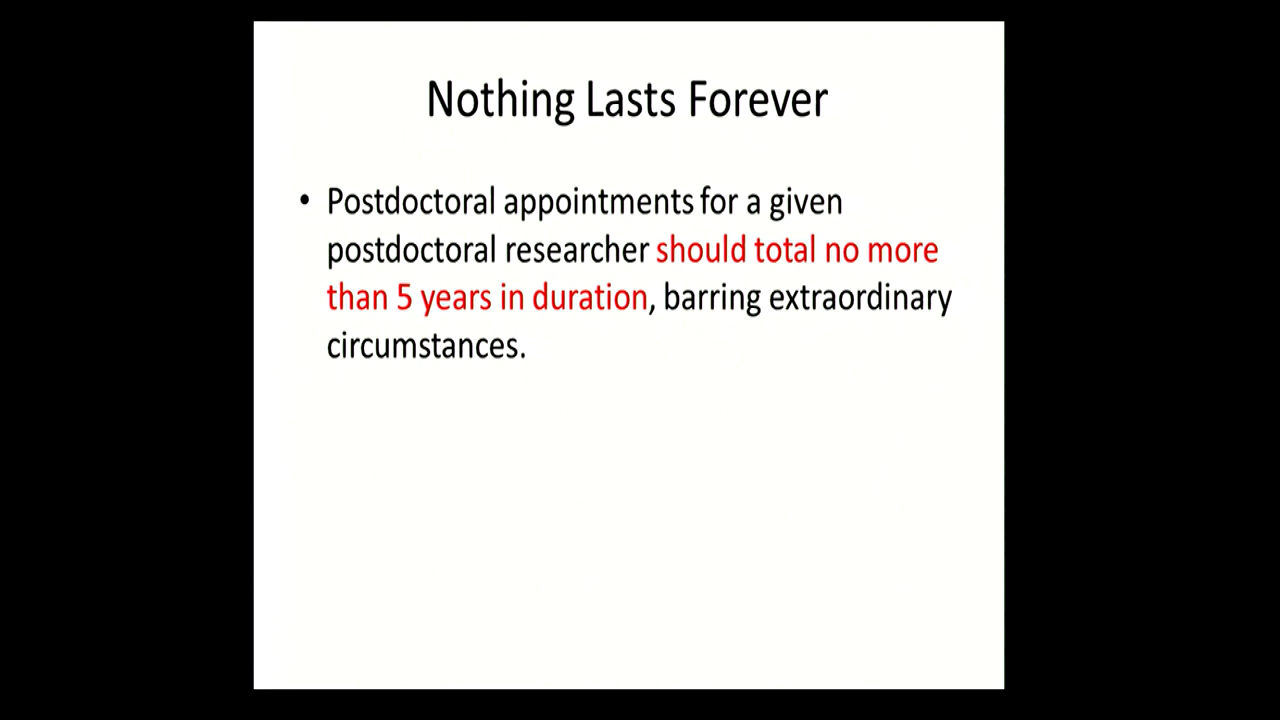 Nothing Lasts Forever
• Postdoctoral appointments for a given
postdoctoral researcher should total no more
than 5 years in duration, barring extraordinary
circumstances.